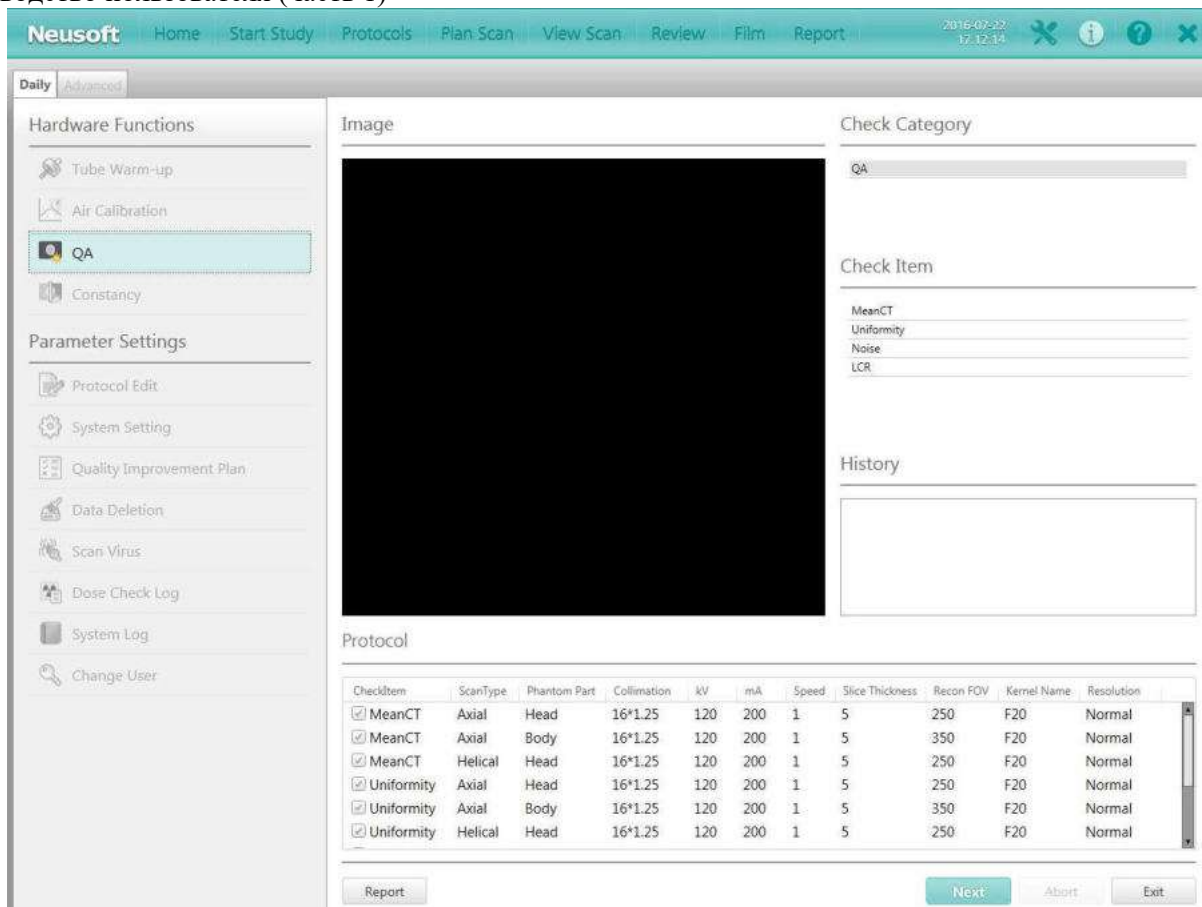 Neusoft Home Start Study Protocols Plan Scan View Scan Review Film Report 2016-07-22
17:12:14
Daily Advanced
Hardware Functions
Tube Warm-up
Air Calibration
QA
Constancy
Parameter Settings
Protocol Edit
System Setting
Quality Improvement Plan
Data Deletion
Scan Virus
Dose Check Log
System Log
Change User
Image
Check Category
QA
Check Item
MeanCT
Uniformity
Noise
LCR
History
Protocol
CheckItem ScanType Phantom Part Collimation kV mA Speed Slice Thickness Recon FOV Kernel Name Resolution
MeanCT Axial Head 16*1.25 120 200 1 5 250 F20 Normal
MeanCT Axial Body 16*1.25 120 200 1 5 350 F20 Normal
MeanCT Helical Head 16*1.25 120 200 1 5 250 F20 Normal
Uniformity Axial Head 16*1.25 120 200 1 5 250 F20 Normal
Uniformity Axial Body 16*1.25 120 200 1 5 350 F20 Normal
Uniformity Helical Head 16*1.25 120 200 1 5 250 F20 Normal
Report Next Abort Exit